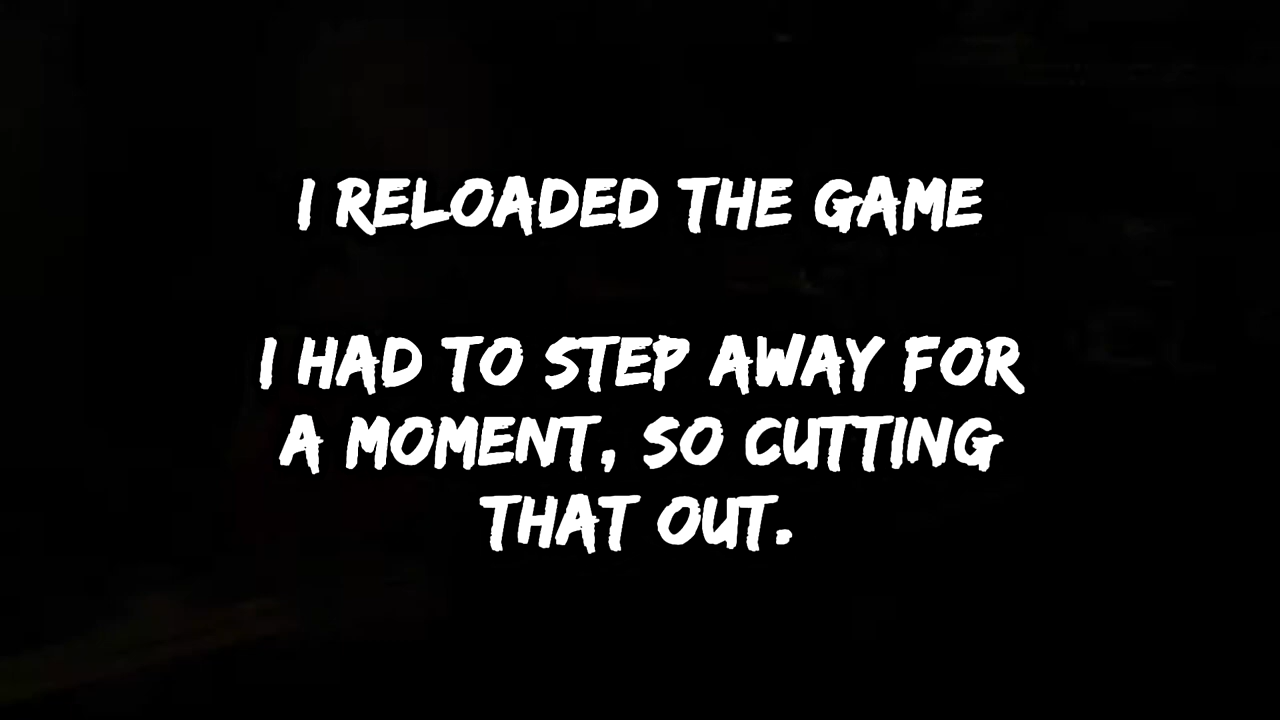 I RELOADED THE GAME
I HAD TO STEP AWAY FOR
A MOMENT, SO CUTTING
THAT OUT.